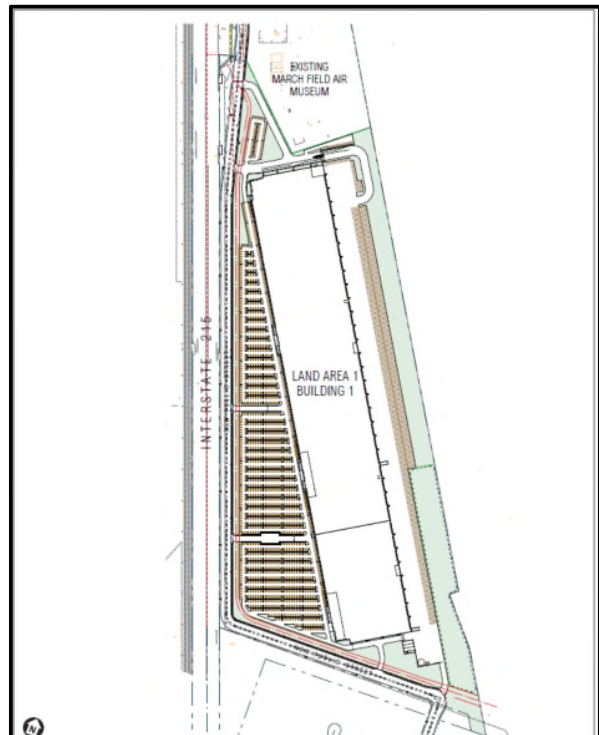 EXISTING
MARCH FIELD AIR
MUSEUM
INTERSTATE 215
LAND AREA 1
BUILDING 1
N